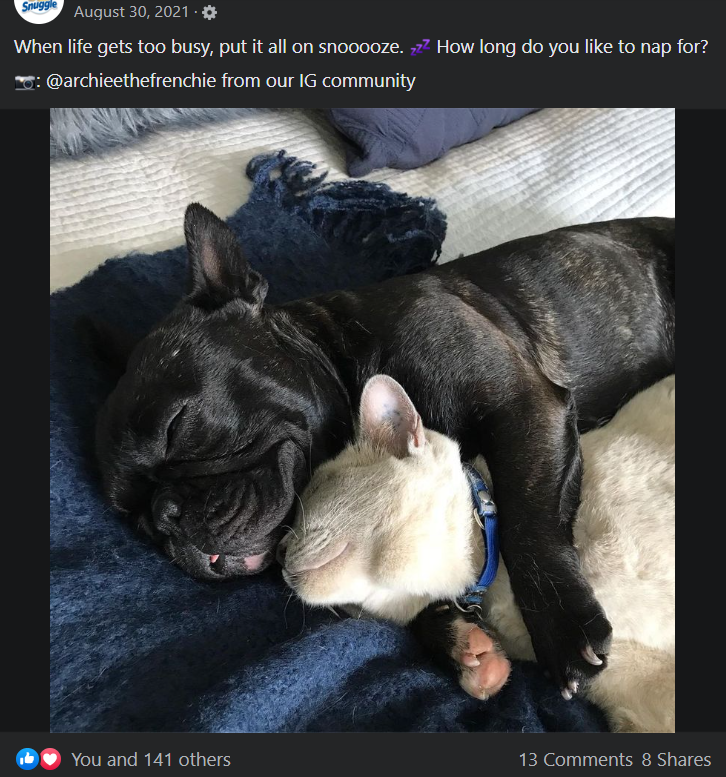 Snuggle
August 30, 2021 ·
When life gets too busy, put it all on snooooze. 💤 How long do you like to nap for?
📷: @archieethefrenchie from our IG community
You and 141 others
13 Comments 8 Shares